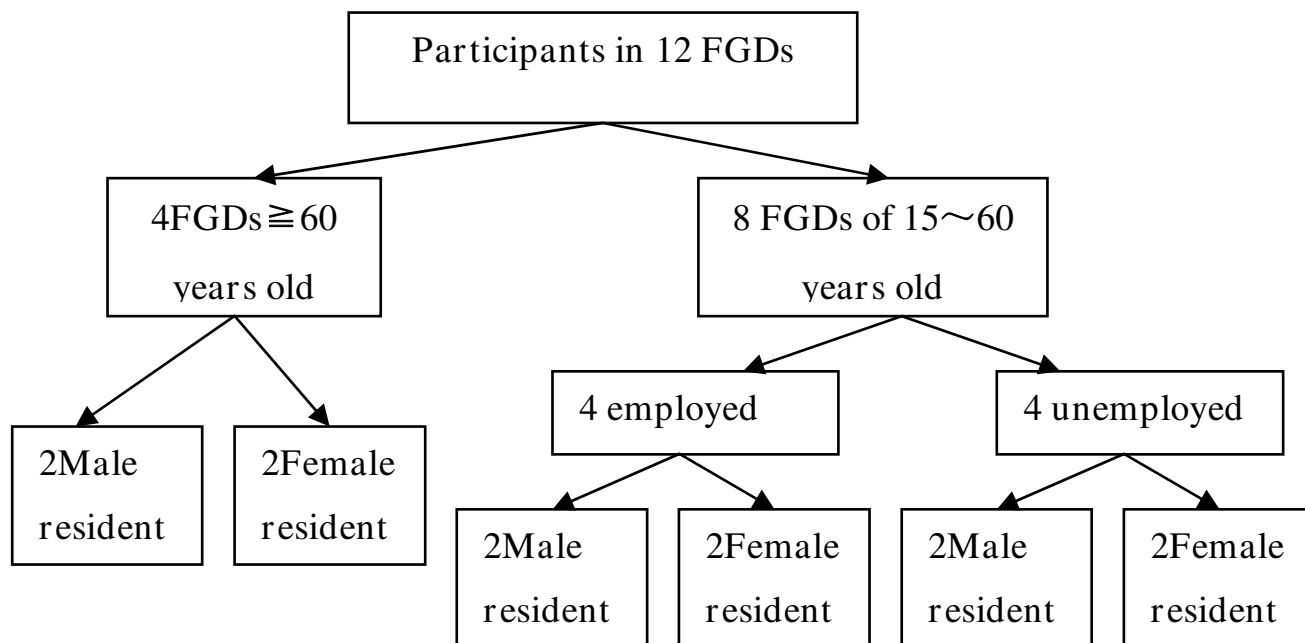 Participants in 12 FGDs
4FGDs≧60
years old
8 FGDs of 15～60
years old
4 employed
4 unemployed
2Male
resident
2Female
resident
2Male
resident
2Female
resident
2Male
resident
2Female
resident